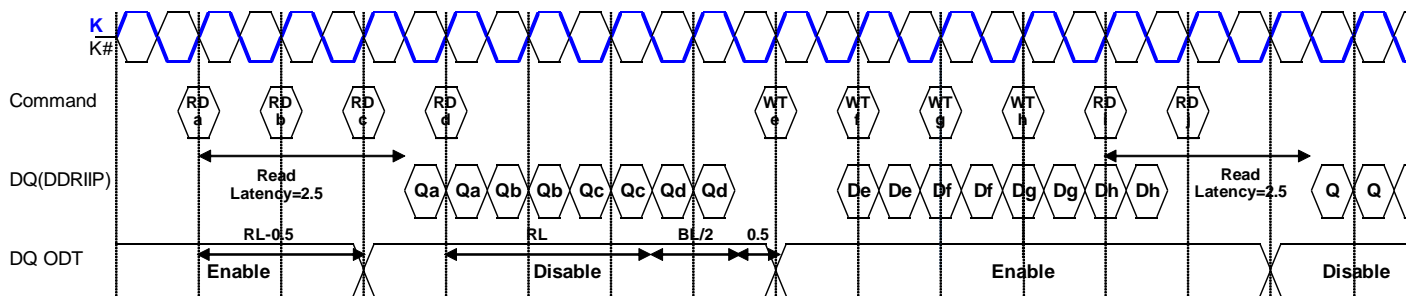 K
K#
Command
RD a
RD b
RD c
RD d
WT e
WT f
WT g
WT h
RD i
RD j
DQ(DDRIIP)
Read
Latency=2.5
Qa Qa Qb Qb Qc Qc Qd Qd
De De Df Df Dg Dg Dh Dh
Read
Latency=2.5
Q Q
DQ ODT
RL-0.5
RL
BL/2
0.5
Enable
Disable
Enable
Disable